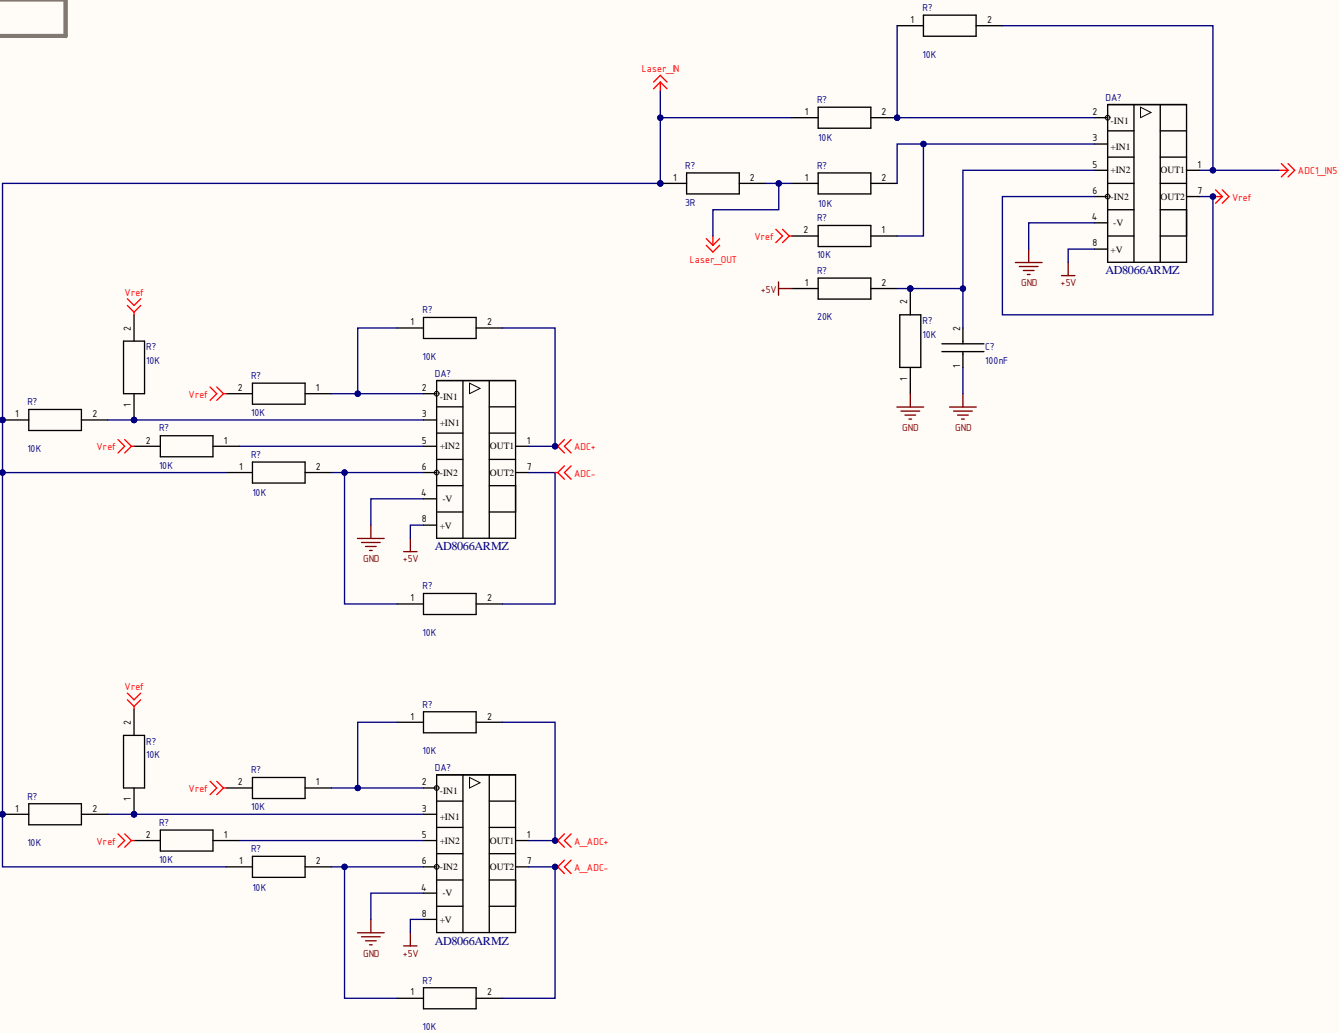 R?
1 2
10K
Laser_IN
R?
1 2
10K
DA?
2 -IN1
3 +IN1
5 +IN2 OUT1 1 ADC1_IN5
6 -IN2 OUT2 7 Vref
4 -V
8 +V
AD8066ARMZ
GND
+5V
R?
1 2
3R
R?
1 2
10K
Laser_OUT
R?
Vref 2 1
10K
R?
+5V 1 2
20K
2
R?
10K
1
2
C?
100nF
1
GND
GND
Vref
2
R?
10K
1
R?
1 2
10K
R?
1 2
10K
R?
Vref 2 1
10K
R?
Vref 2 1
10K
R?
1 2
10K
DA?
2 -IN1
3 +IN1
5 +IN2 OUT1 1 ADC+
6 -IN2 OUT2 7 ADC-
4 -V
8 +V
AD8066ARMZ
GND
+5V
R?
1 2
10K
Vref
2
R?
10K
1
R?
1 2
10K
R?
1 2
10K
R?
Vref 2 1
10K
R?
Vref 2 1
10K
R?
1 2
10K
DA?
2 -IN1
3 +IN1
5 +IN2 OUT1 1 A_ADC+
6 -IN2 OUT2 7 A_ADC-
4 -V
8 +V
AD8066ARMZ
GND
+5V
R?
1 2
10K